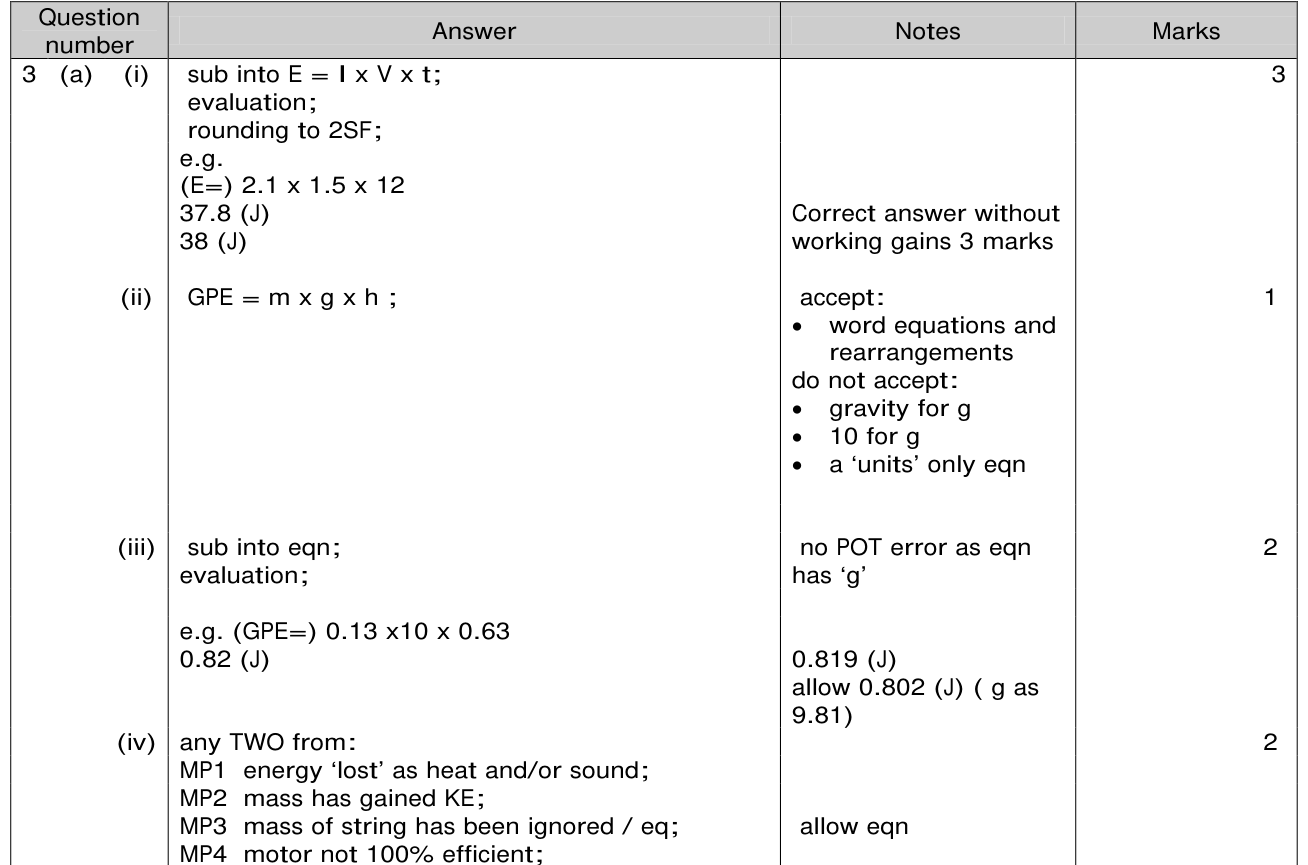 Question number Answer Notes Marks
3 (a) (i) sub into E = I x V x t; 3
evaluation;
rounding to 2SF;
e.g.
(E=) 2.1 x 1.5 x 12
37.8 (J) Correct answer without
38 (J) working gains 3 marks
(ii) GPE = m x g x h ; accept: 1
• word equations and
rearrangements
do not accept:
• gravity for g
• 10 for g
• a ‘units’ only eqn
(iii) sub into eqn; no POT error as eqn 2
evaluation; has ‘g’
e.g. (GPE=) 0.13 x10 x 0.63
0.82 (J) 0.819 (J)
allow 0.802 (J) ( g as
9.81)
(iv) any TWO from: 2
MP1 energy ‘lost’ as heat and/or sound;
MP2 mass has gained KE;
MP3 mass of string has been ignored / eq; allow eqn
MP4 motor not 100% efficient;